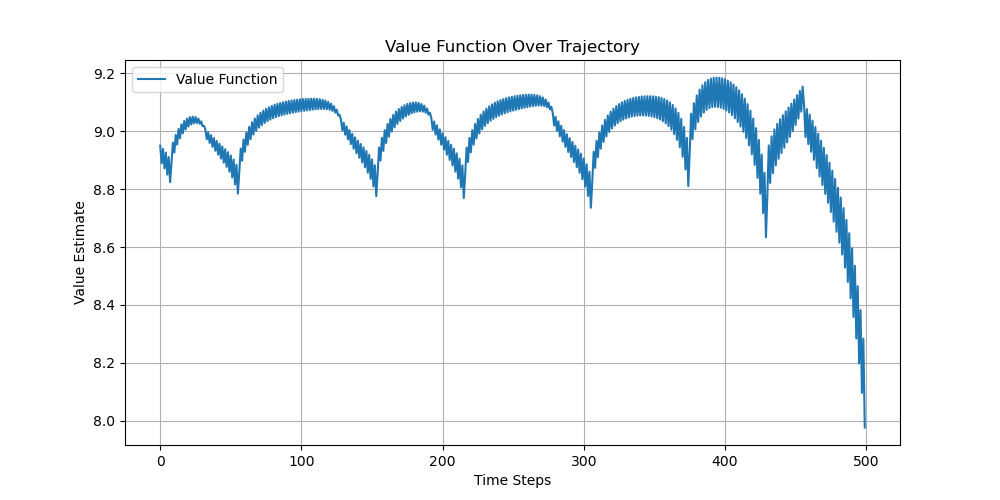 Value Function Over Trajectory
Value Function
9.2
9.0
8.8
8.6
8.4
8.2
8.0
Value Estimate
0 100 200 300 400 500
Time Steps